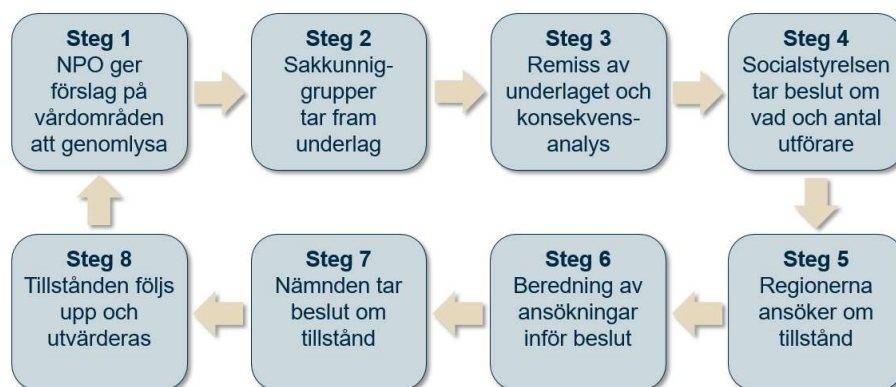 Steg 1
NPO ger
förslag på
vårdområden
att genomlysa
Steg 2
Sakkunnig-
grupper
tar fram
underlag
Steg 3
Remiss av
underlaget och
konsekvens-
analys
Steg 4
Socialstyrelsen
tar beslut om
vad och antal
utförare
Steg 5
Regionerna
ansöker om
tillstånd
Steg 6
Beredning av
ansökningar
inför beslut
Steg 7
Nämnden tar
beslut om
tillstånd
Steg 8
Tillstånden följs
upp och
utvärderas